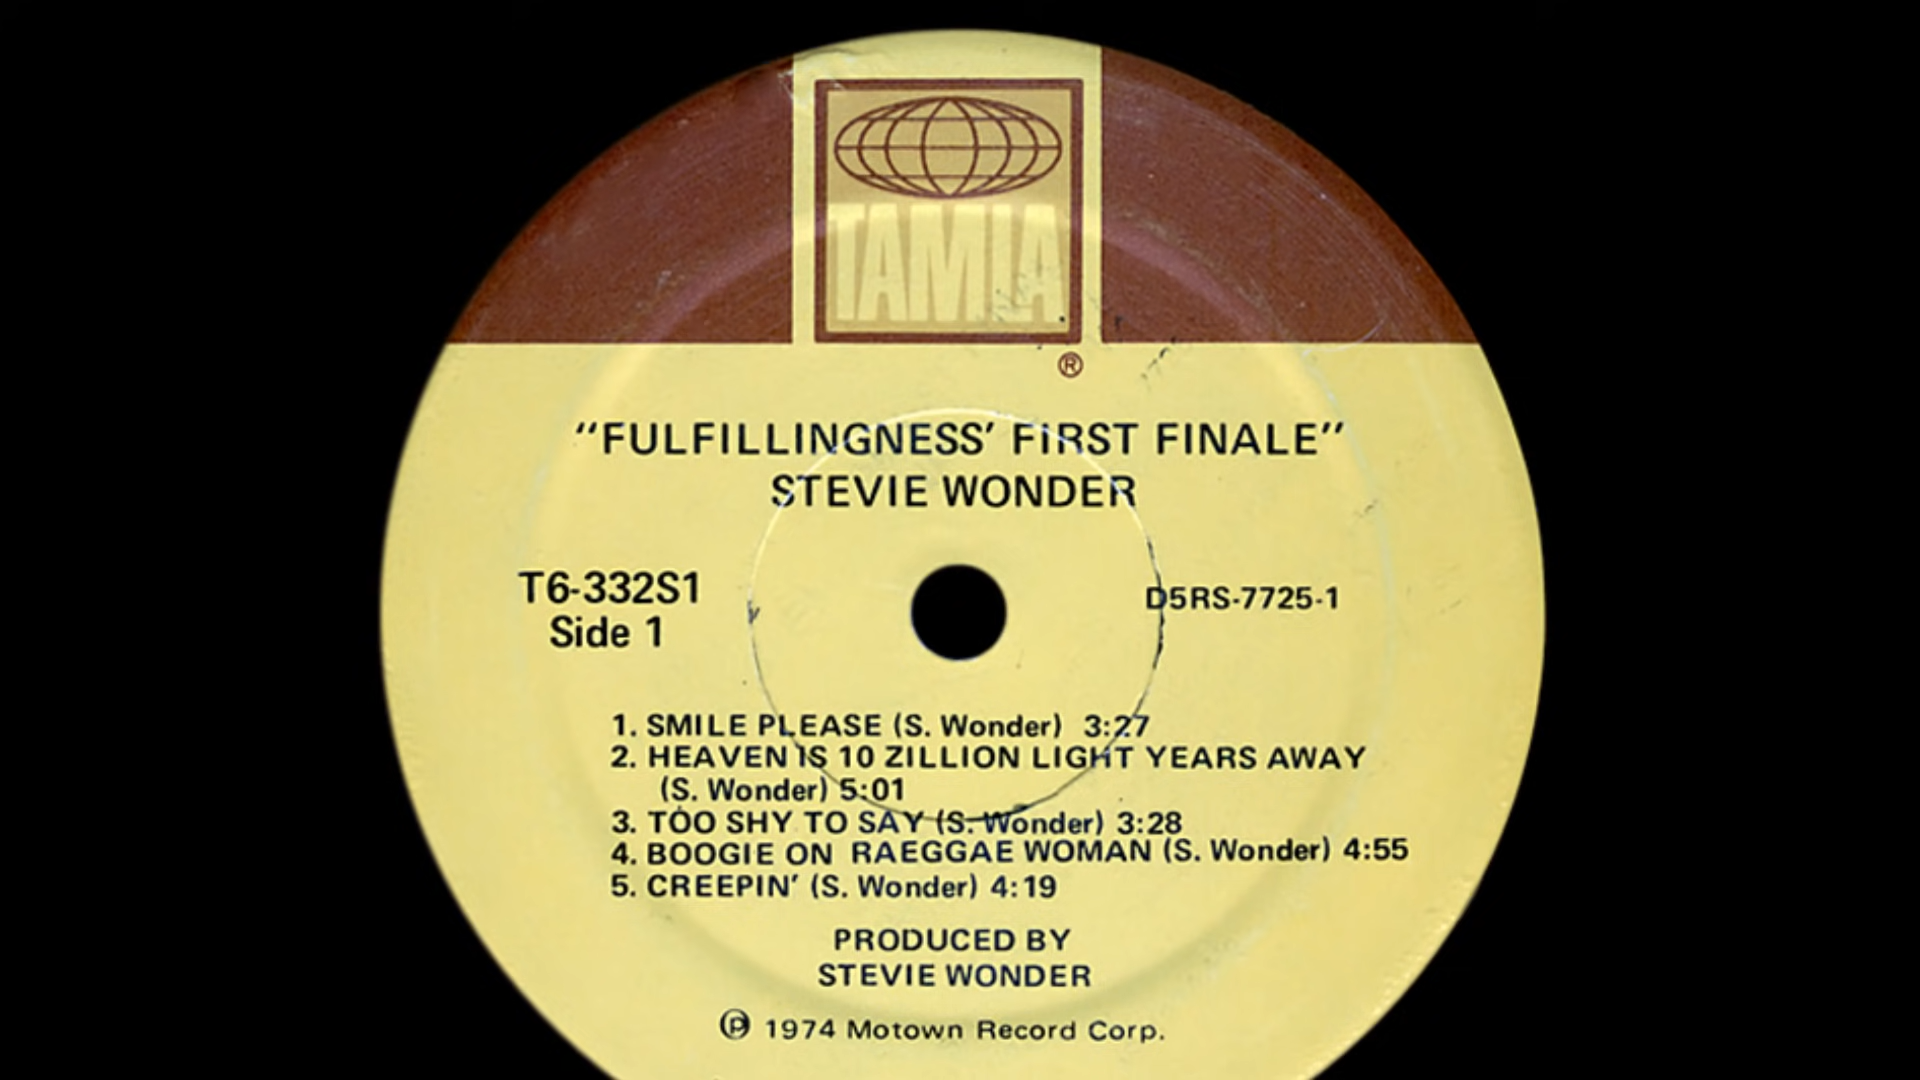 TAMLA
®
“FULFILLINGNESS’ FIRST FINALE”
STEVIE WONDER
T6-332S1
Side 1
D5RS-7725-1
1. SMILE PLEASE (S. Wonder) 3:27
2. HEAVEN IS 10 ZILLION LIGHT YEARS AWAY
(S. Wonder) 5:01
3. TOO SHY TO SAY (S. Wonder) 3:28
4. BOOGIE ON RAEGGAE WOMAN (S. Wonder) 4:55
5. CREEPIN’ (S. Wonder) 4:19
PRODUCED BY
STEVIE WONDER
℗ 1974 Motown Record Corp.